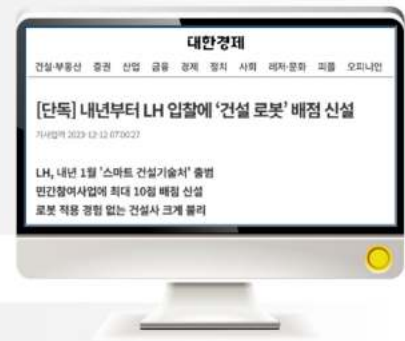 대한경제
건설·부동산 증권 산업 금융 경제 정치 사회 레저·문화 피플 오피니언
[단독] 내년부터 LH 입찰에 ‘건설 로봇’ 배점 신설
기사입력 2023-12-12 07:00:27
LH, 내년 1월 '스마트 건설기술처' 출범
민간참여사업에 최대 10점 배점 신설
로봇 적용 경험 없는 건설사 크게 불리